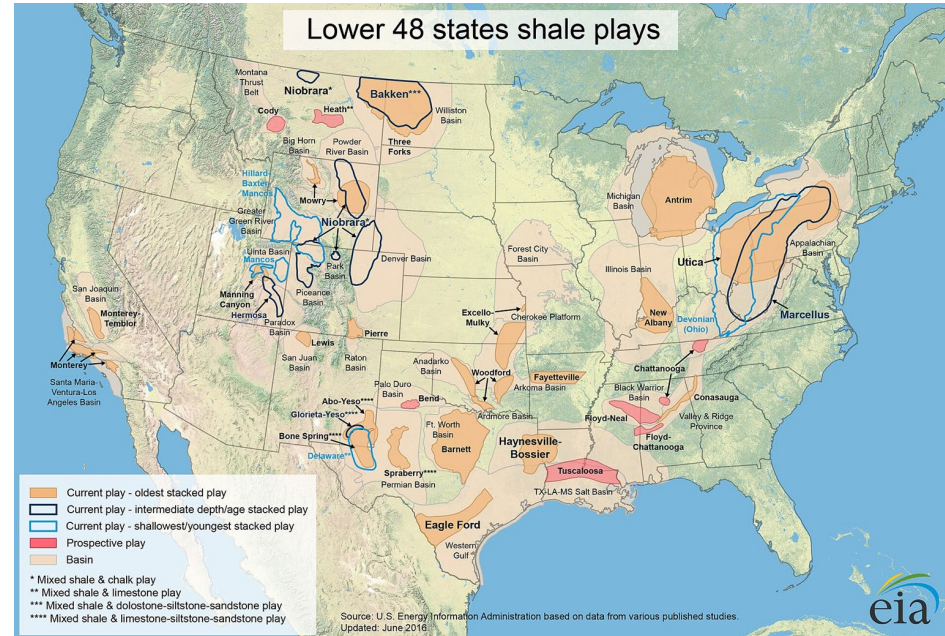 Lower 48 states shale plays
Montana
Thrust
Belt
Niobrara*
Bakken***
Cody
Heath**
Williston
Basin
Big Horn
Basin
Powder
River Basin
Three
Forks
Hillard-
Baxter-
Mancos
Mowry
Greater
Green River
Basin
Niobrara*
Michigan
Basin
Antrim
Appalachian
Basin
Forest City
Basin
Uinta Basin
Mancos
Park
Basin
Denver Basin
Illinois Basin
Utica
San Joaquin
Basin
Manning
Canyon
Piceance
Basin
Hermosa
Paradox
Basin
Monterey-
Temblor
Excello-
Mulky
Cherokee Platform
New
Albany
Devonian
(Ohio)
Marcellus
Pierre
Lewis
Monterey
San Juan
Basin
Raton
Basin
Anadarko
Basin
Woodford
Fayetteville
Arkoma Basin
Chattanooga
Santa Maria-
Ventura-Los
Angeles Basin
Palo Duro
Basin
Bend
Black Warrior
Basin
Conasauga
Abo-Yeso****
Glorieta-Yeso****
Ardmore Basin
Floyd-Neal
Valley & Ridge
Province
Bone Spring****
Delaware**
Ft. Worth
Basin
Barnett
Haynesville-
Bossier
Floyd-
Chattanooga
Spraberry****
Permian Basin
Tuscaloosa
TX-LA-MS Salt Basin
Eagle Ford
Western
Gulf
Current play - oldest stacked play
Current play - intermediate depth/age stacked play
Current play - shallowest/youngest stacked play
Prospective play
Basin
* Mixed shale & chalk play
** Mixed shale & limestone play
*** Mixed shale & dolostone-siltstone-sandstone play
**** Mixed shale & limestone-siltstone-sandstone play
Source: U.S. Energy Information Administration based on data from various published studies.
Updated: June 2016
eia